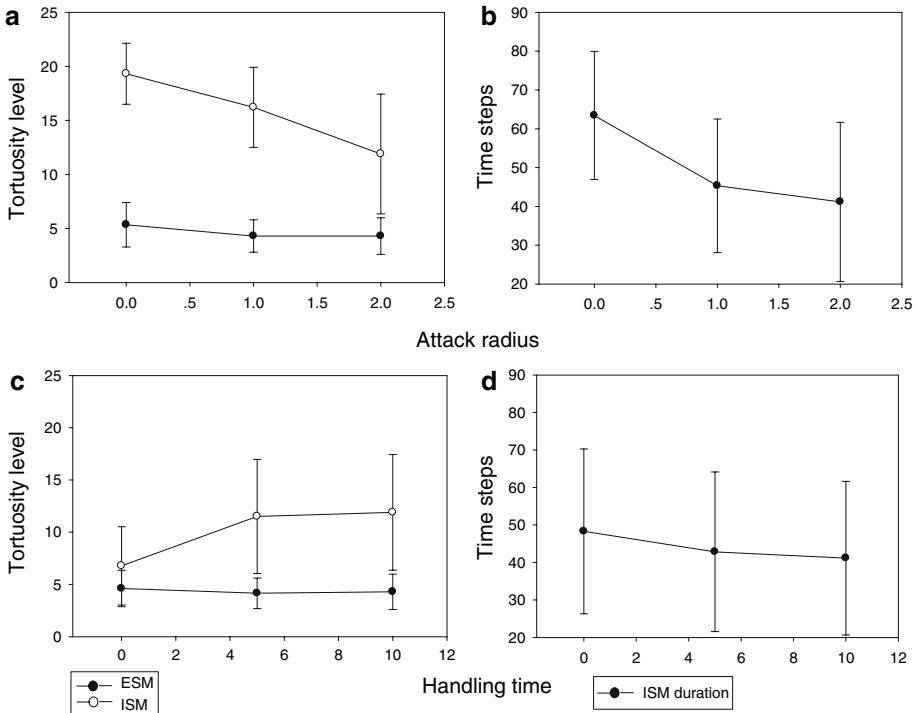 a
b
25
20
15
10
5
0
Tortuosity level
0.0 .5 1.0 1.5 2.0 2.5
90
80
70
60
50
40
30
20
Time steps
0.0 .5 1.0 1.5 2.0 2.5
Attack radius
c
d
25
20
15
10
5
0
Tortuosity level
0 2 4 6 8 10 12
90
80
70
60
50
40
30
20
Time steps
0 2 4 6 8 10 12
ESM
ISM
Handling time
ISM duration